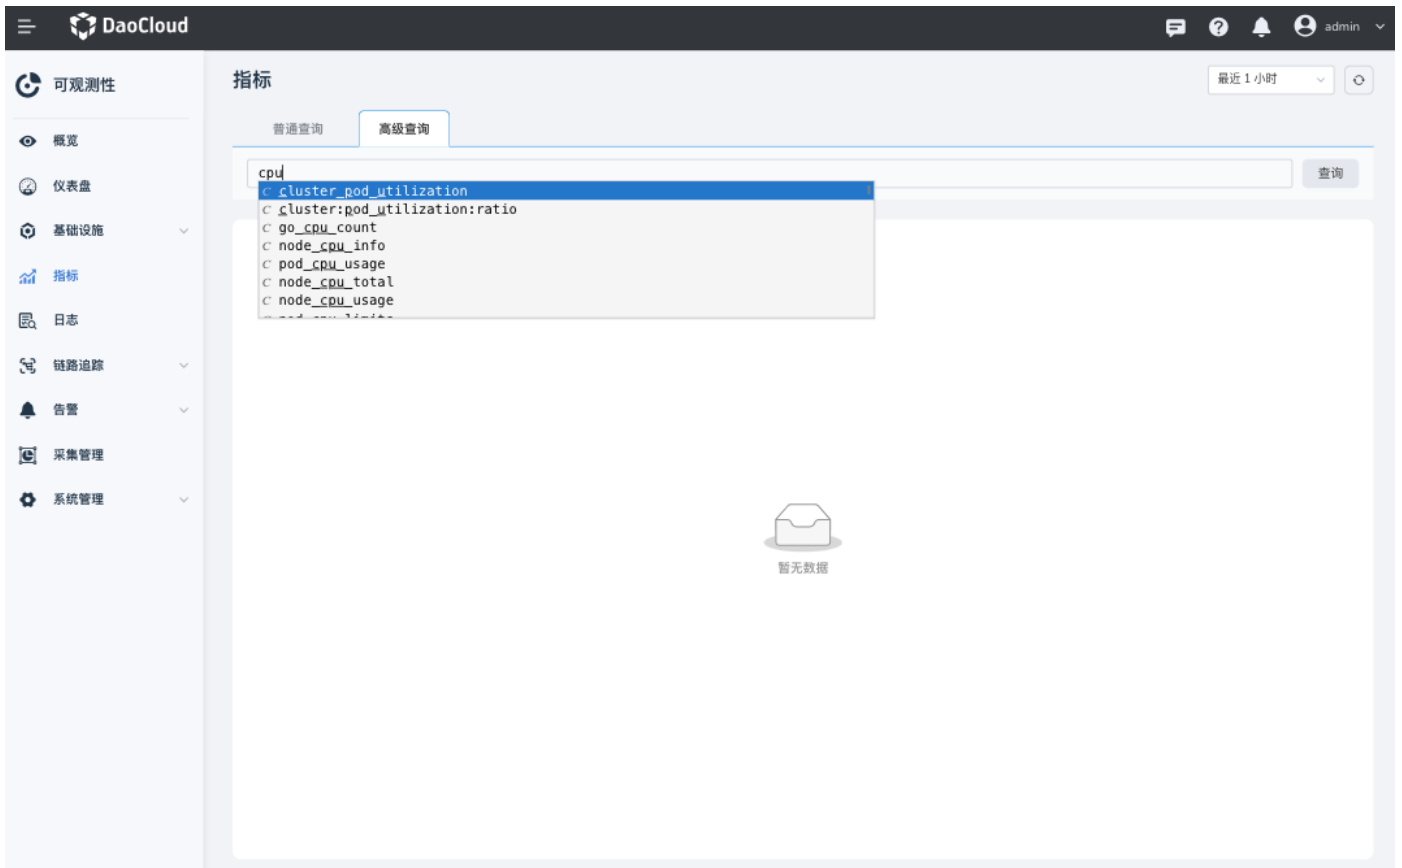 DaoCloud
admin
可观测性
概览
仪表盘
基础设施
指标
日志
链路追踪
告警
采集管理
系统管理
指标
最近 1 小时
普通查询
高级查询
cpu
查询
C cluster_pod_utilization
C cluster:pod_utilization:ratio
C go_cpu_count
C node_cpu_info
C pod_cpu_usage
C node_cpu_total
C node_cpu_usage
暂无数据